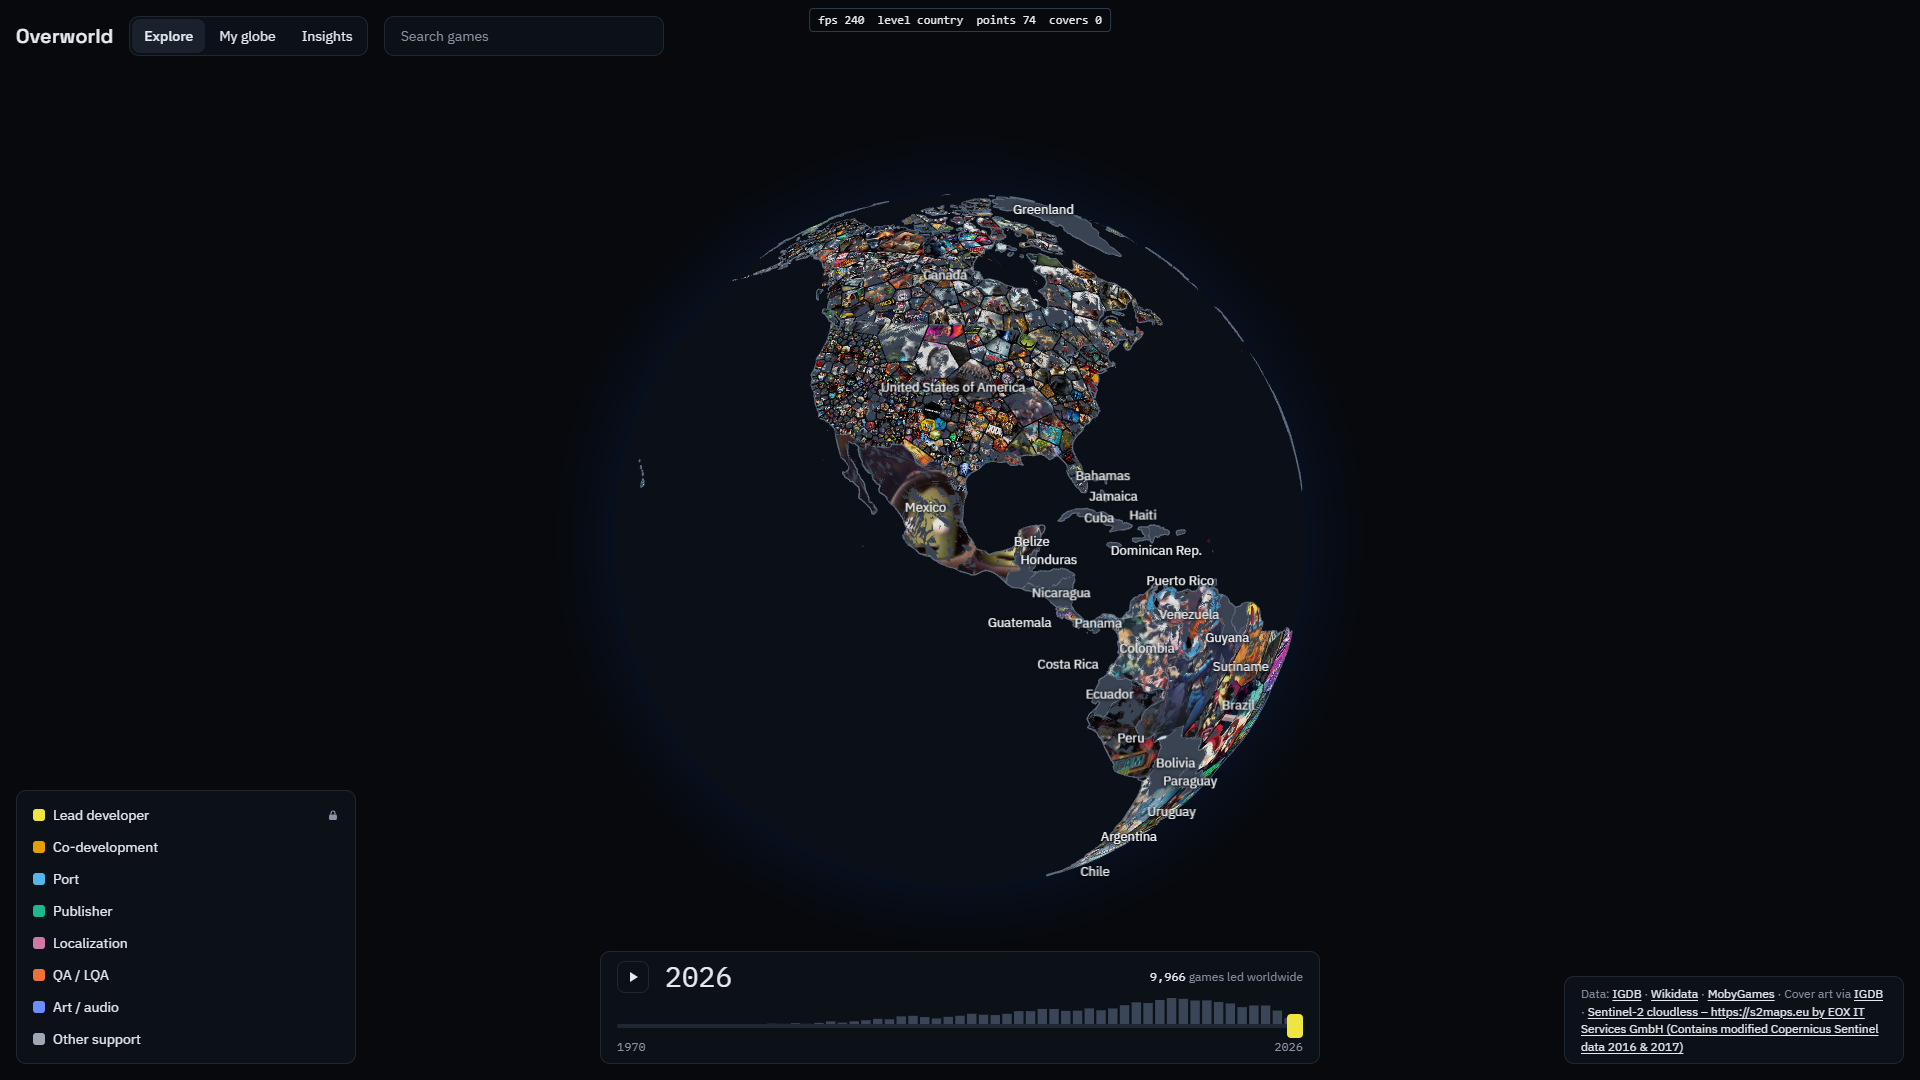 Overworld
Explore
My globe
Insights
Search games
fps 240 level country points 74 covers 0
Greenland
Canada
United States of America
Mexico
Bahamas
Jamaica
Cuba
Haiti
Belize
Dominican Rep.
Honduras
Puerto Rico
Nicaragua
Venezuela
Guatemala
Panama
Guyana
Colombia
Costa Rica
Suriname
Ecuador
Brazil
Peru
Bolivia
Paraguay
Uruguay
Argentina
Chile
Lead developer
Co-development
Port
Publisher
Localization
QA / LQA
Art / audio
Other support
2026
9,966 games led worldwide
1970
2026
Data: IGDB · Wikidata · MobyGames · Cover art via IGDB
· Sentinel-2 cloudless – https://s2maps.eu by EOX IT
Services GmbH (Contains modified Copernicus Sentinel
data 2016 & 2017)